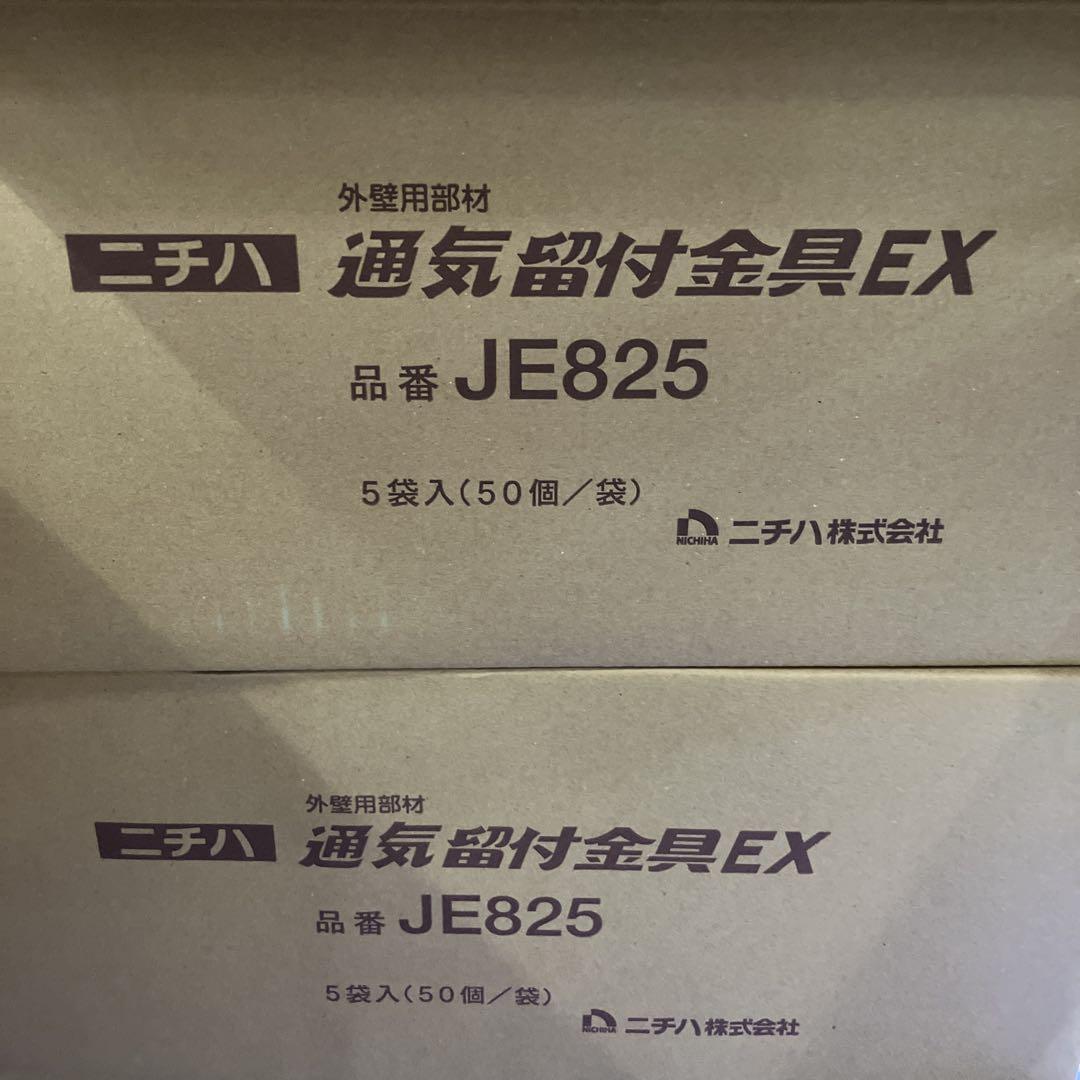 外壁用部材
ニチハ 通気留付金具EX
品番 JE825
5袋入(50個／袋)
NICHIHA ニチハ株式会社
外壁用部材
ニチハ 通気留付金具EX
品番 JE825
5袋入(50個／袋)
NICHIHA ニチハ株式会社